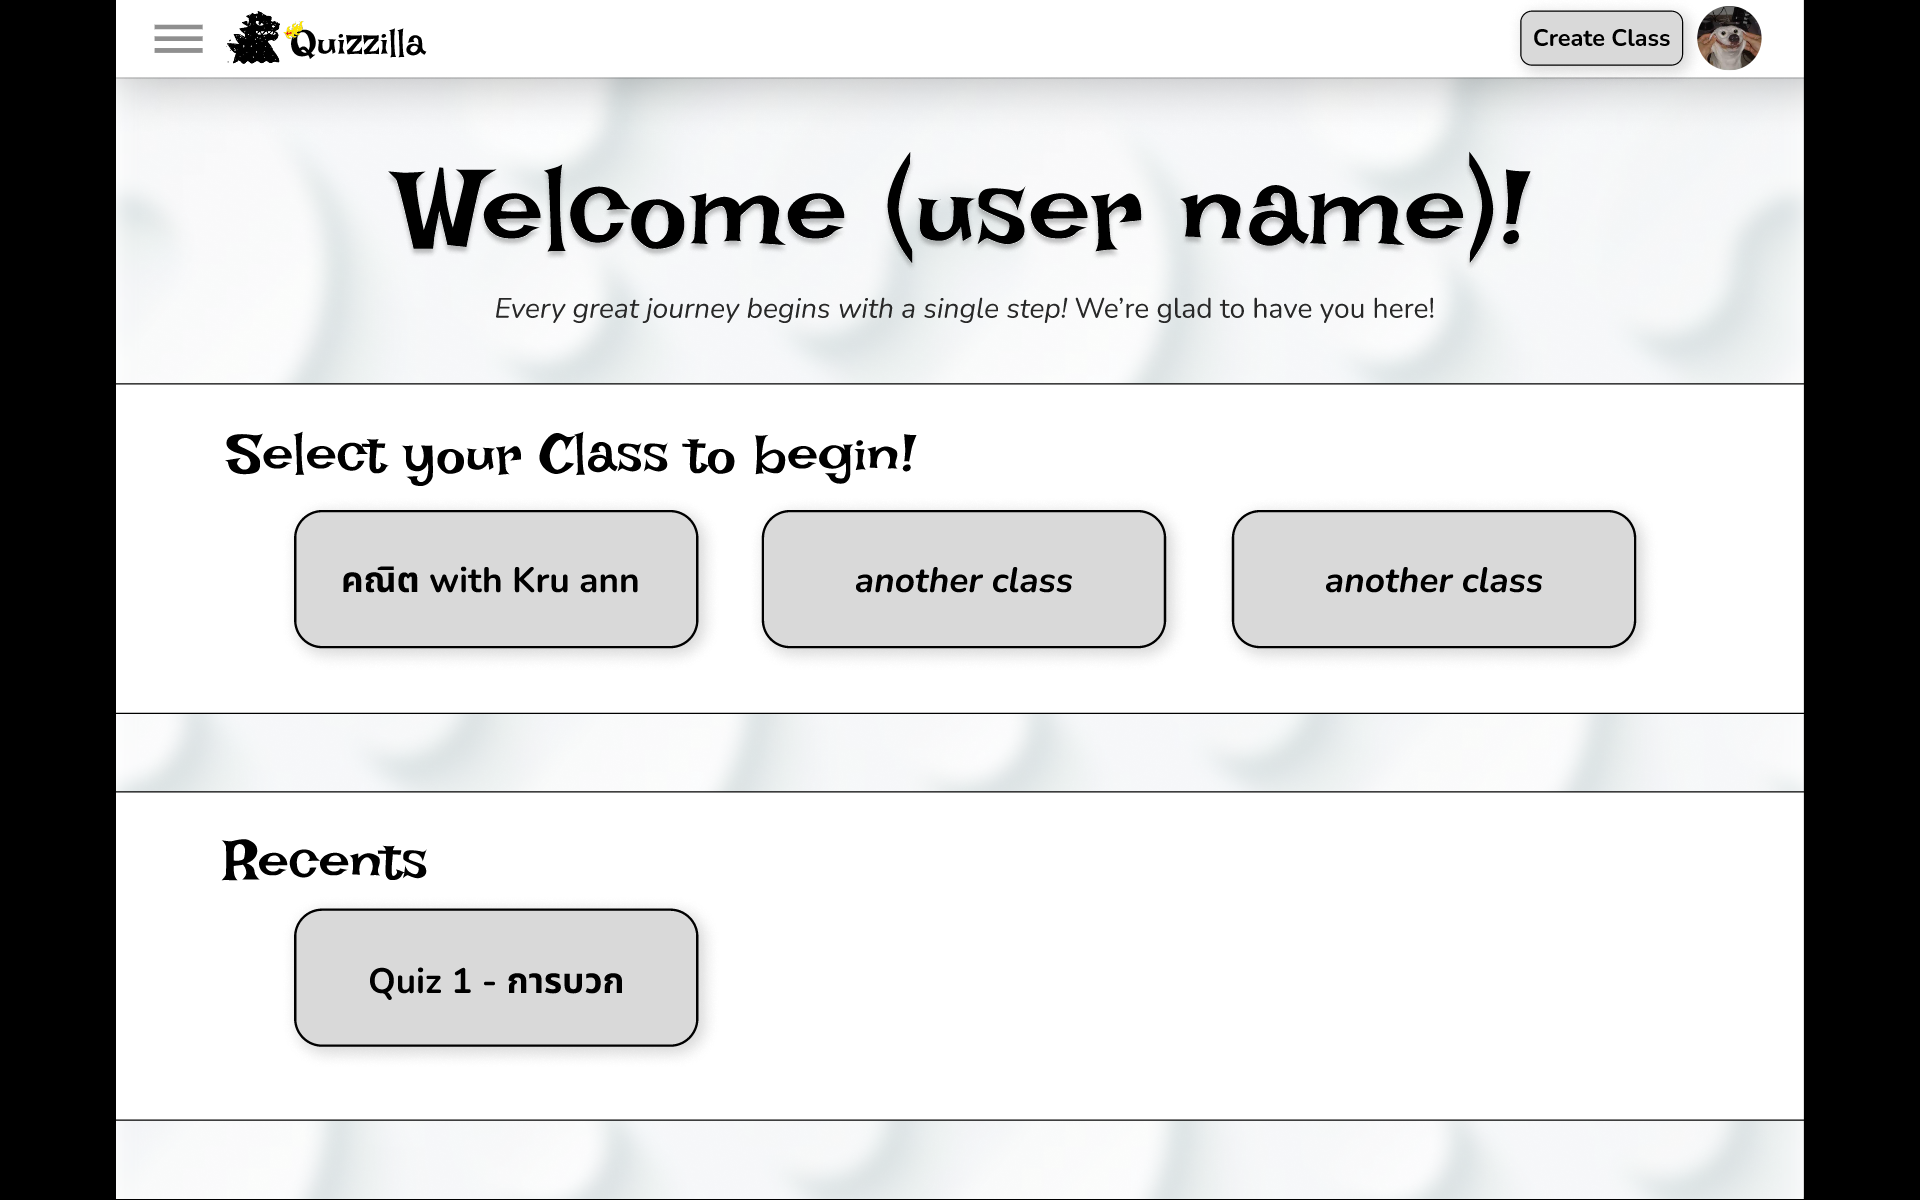 Quizzilla
Create Class
Welcome (user name)!
Every great journey begins with a single step! We’re glad to have you here!
Select your Class to begin!
คณิต with Kru ann
another class
another class
Recents
Quiz 1 - การบวก